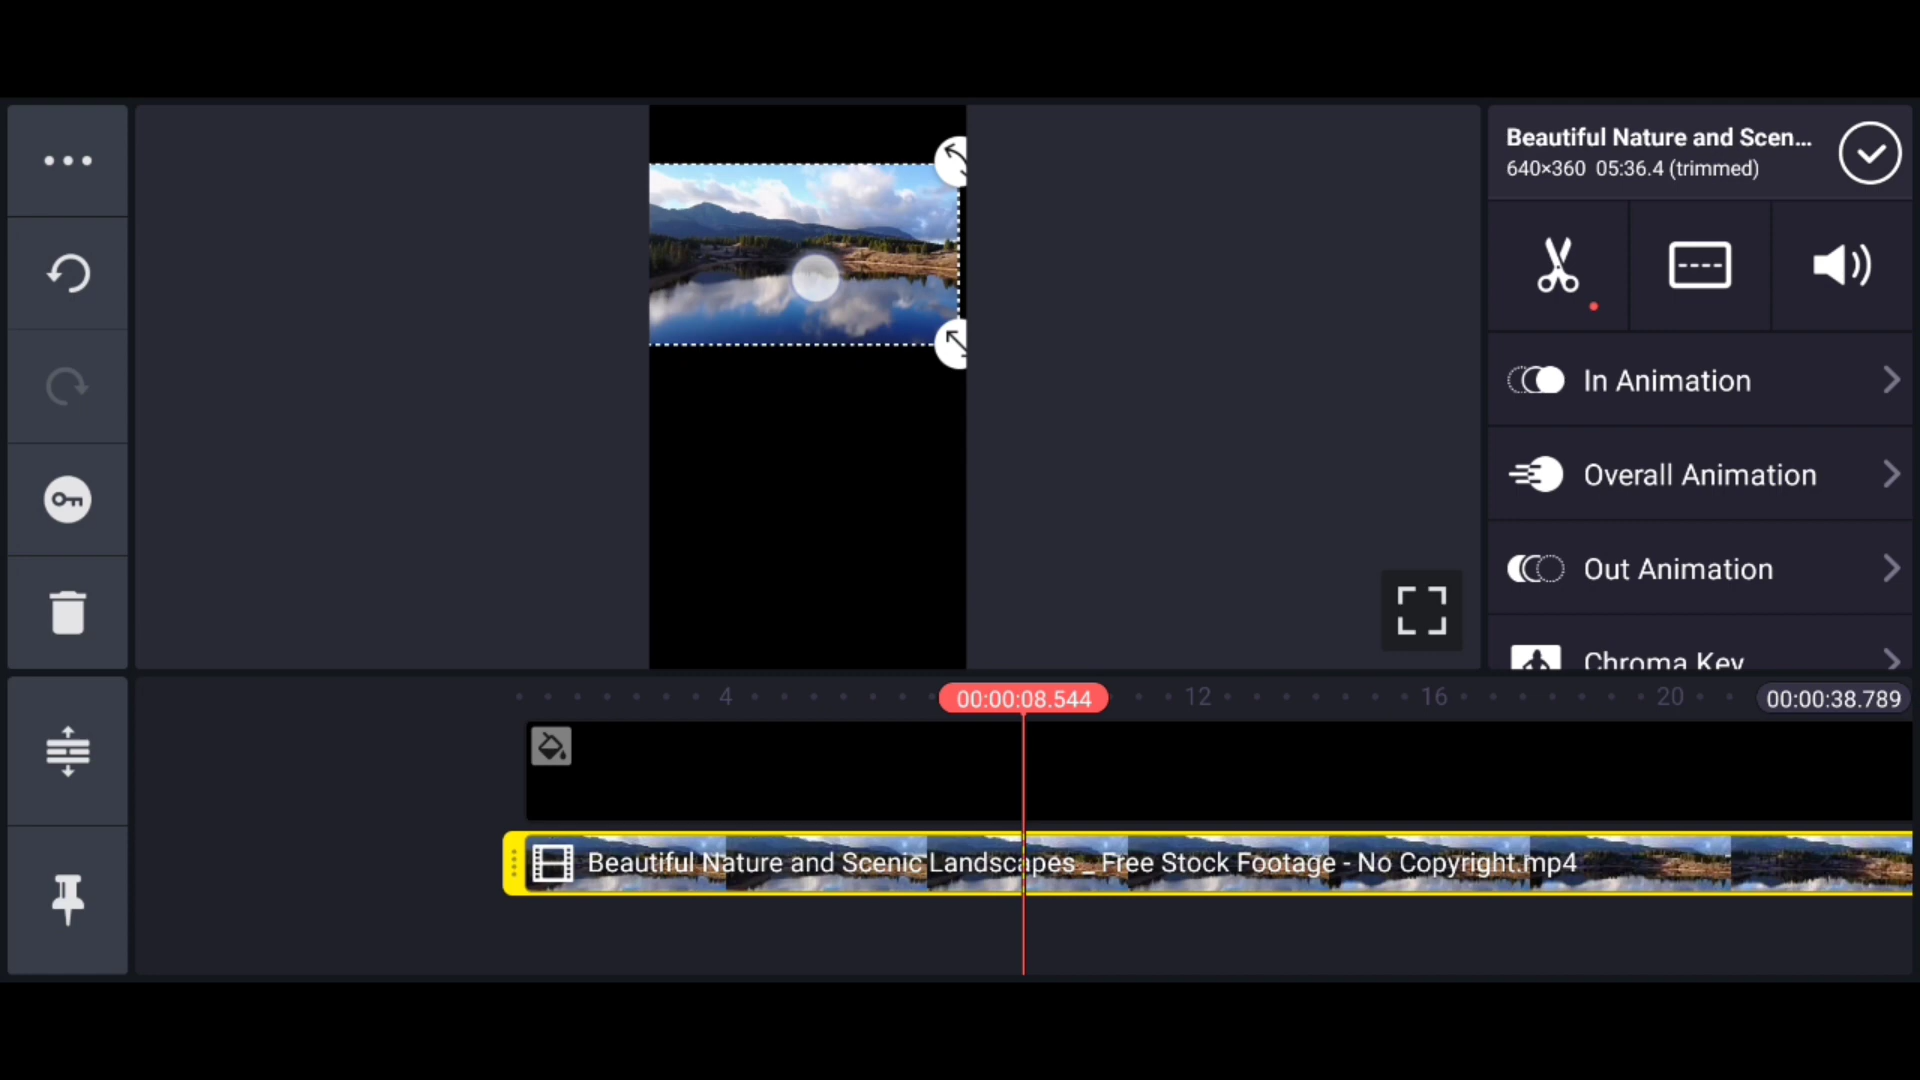 Beautiful Nature and Scen...
640×360 05:36.4 (trimmed)
In Animation
Overall Animation
Out Animation
Chroma Key
4
00:00:08.544
12
16
20
00:00:38.789
Beautiful Nature and Scenic Landscapes _ Free Stock Footage - No Copyright.mp4